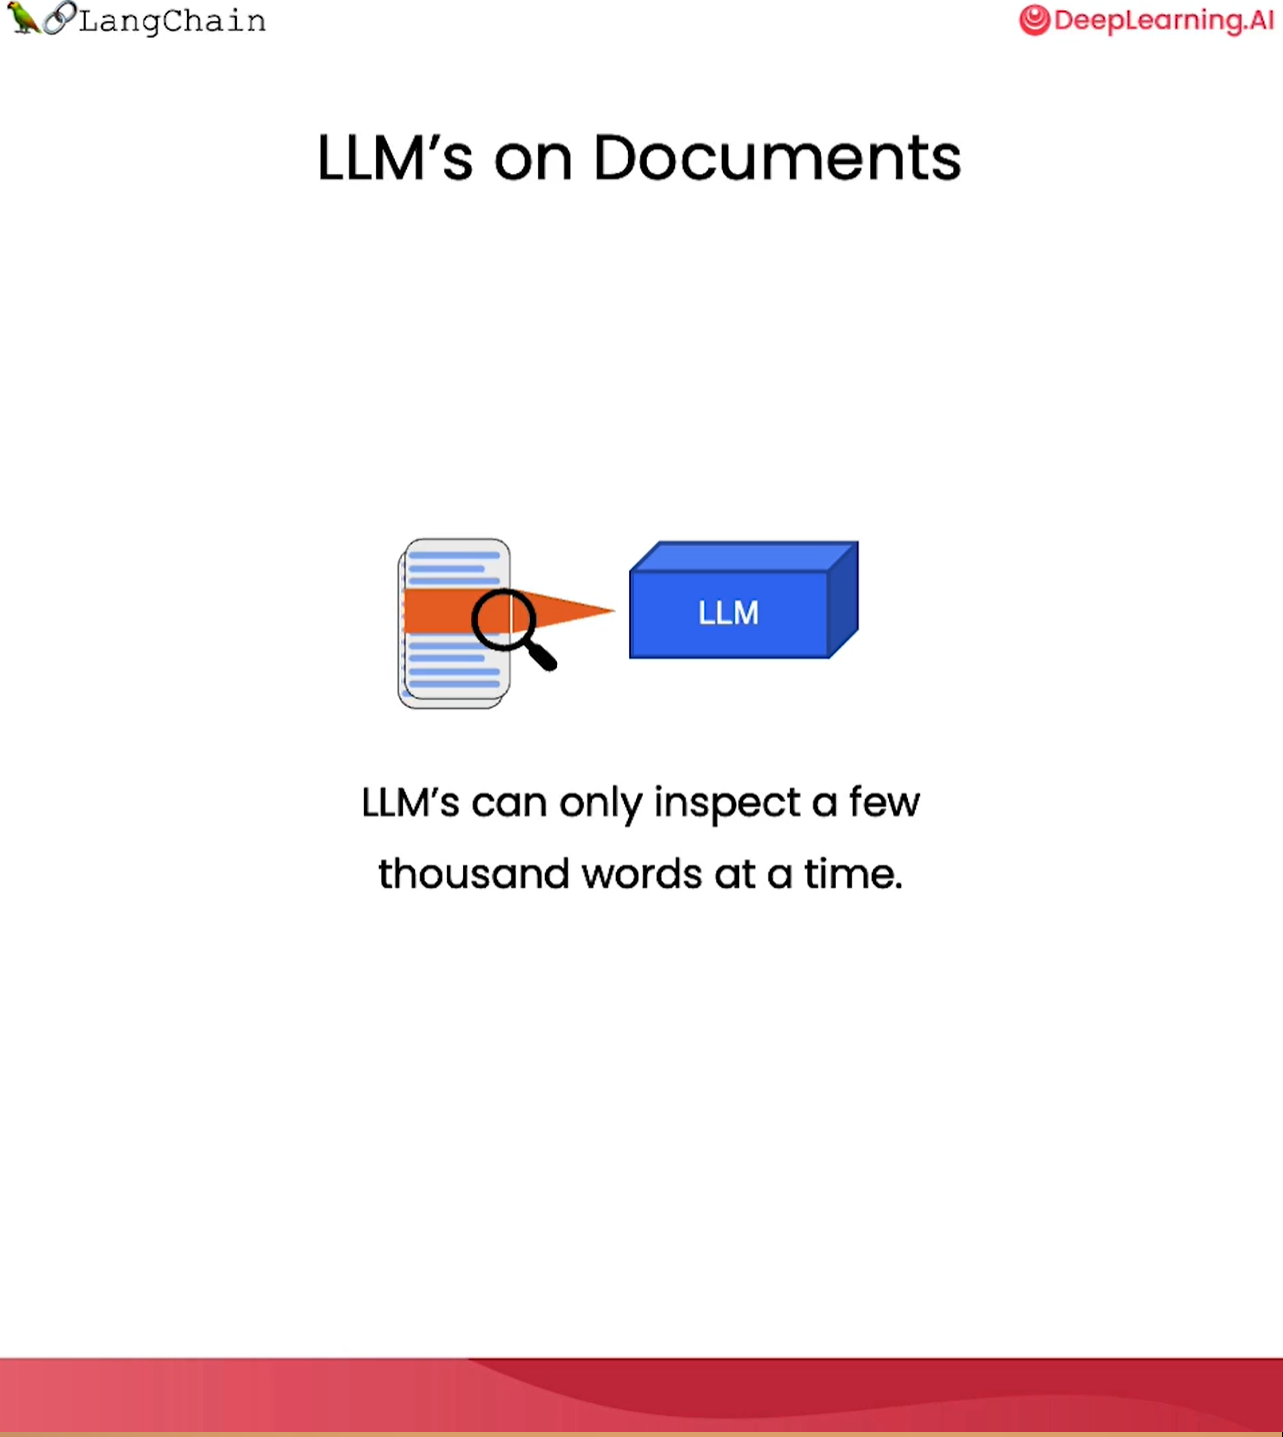 LangChain
DeepLearning.AI
LLM’s on Documents
LLM
LLM’s can only inspect a few
thousand words at a time.